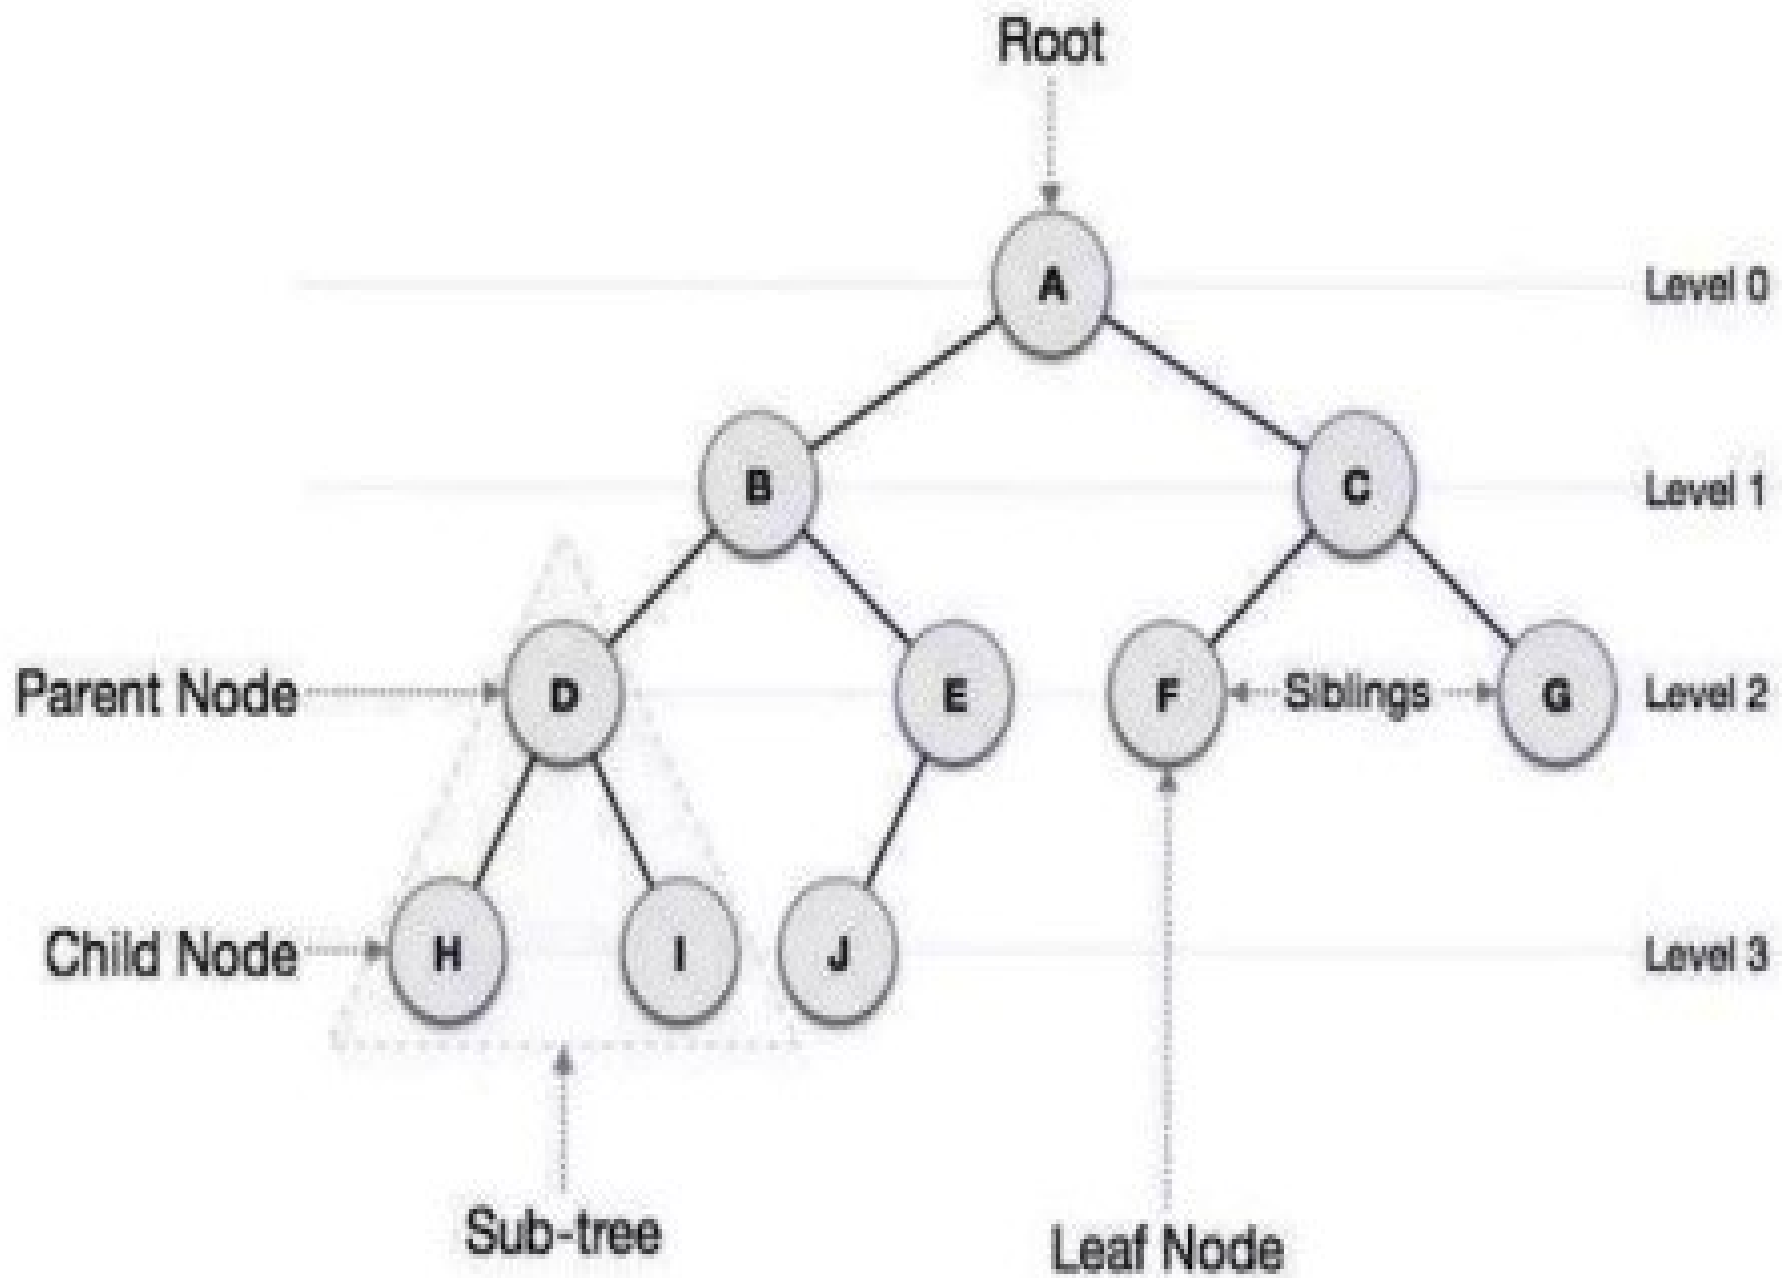 Root
A
Level 0
B
C
Level 1
Parent Node
D
E
F
Siblings
G
Level 2
Child Node
H
I
J
Level 3
Sub-tree
Leaf Node